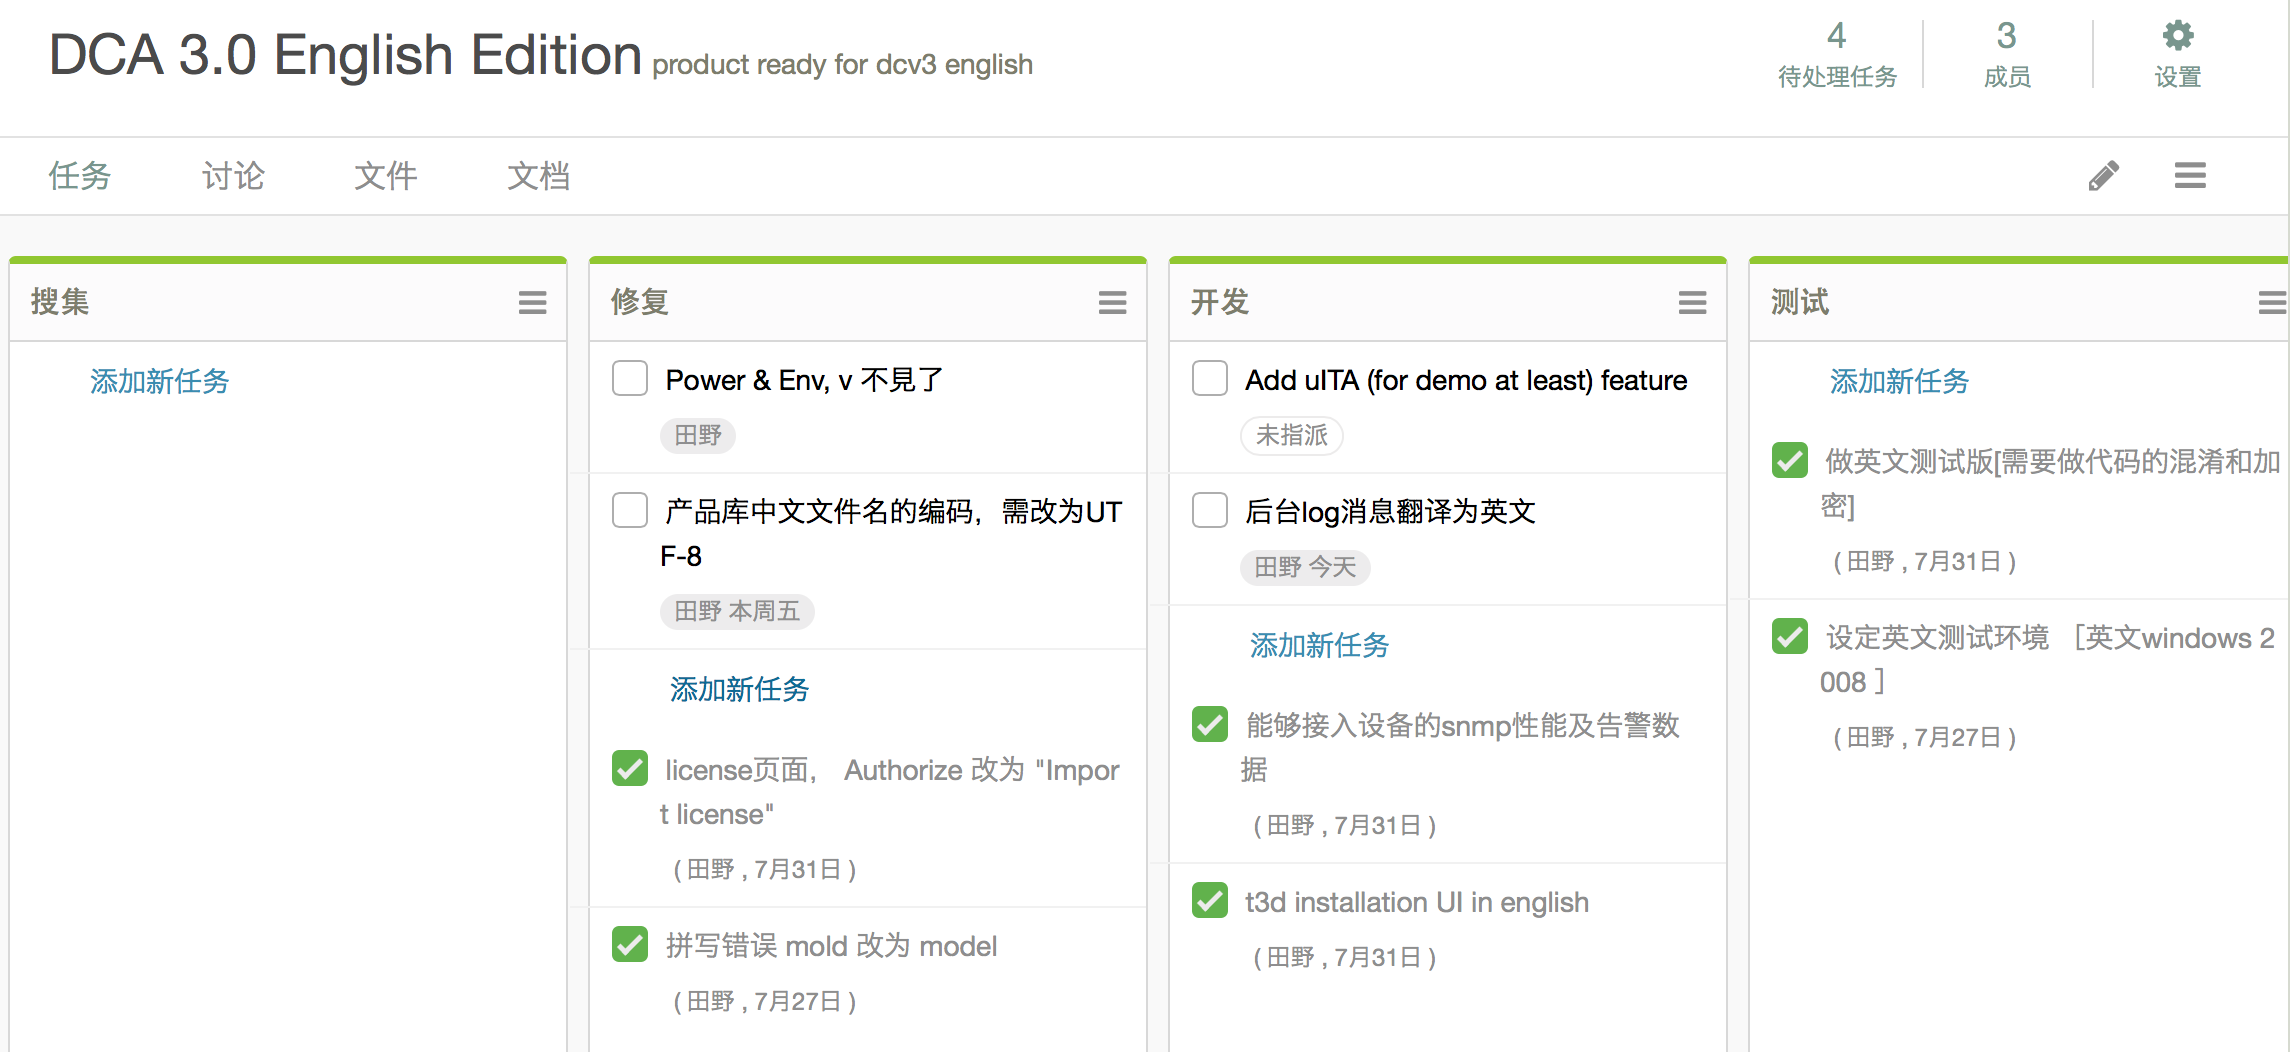 DCA 3.0 English Edition product ready for dcv3 english
4
待处理任务
3
成员
设置
任务
讨论
文件
文档
搜集
添加新任务
修复
Power & Env, v 不見了
田野
产品库中文文件名的编码，需改为UT
F-8
田野 本周五
添加新任务
license页面， Authorize 改为 "Impor
t license"
( 田野 , 7月31日 )
拼写错误 mold 改为 model
( 田野 , 7月27日 )
开发
Add uITA (for demo at least) feature
未指派
后台log消息翻译为英文
田野 今天
添加新任务
能够接入设备的snmp性能及告警数
据
( 田野 , 7月31日 )
t3d installation UI in english
( 田野 , 7月31日 )
测试
添加新任务
做英文测试版[需要做代码的混淆和加
密]
( 田野 , 7月31日 )
设定英文测试环境 ［英文windows 2
008 ］
( 田野 , 7月27日 )